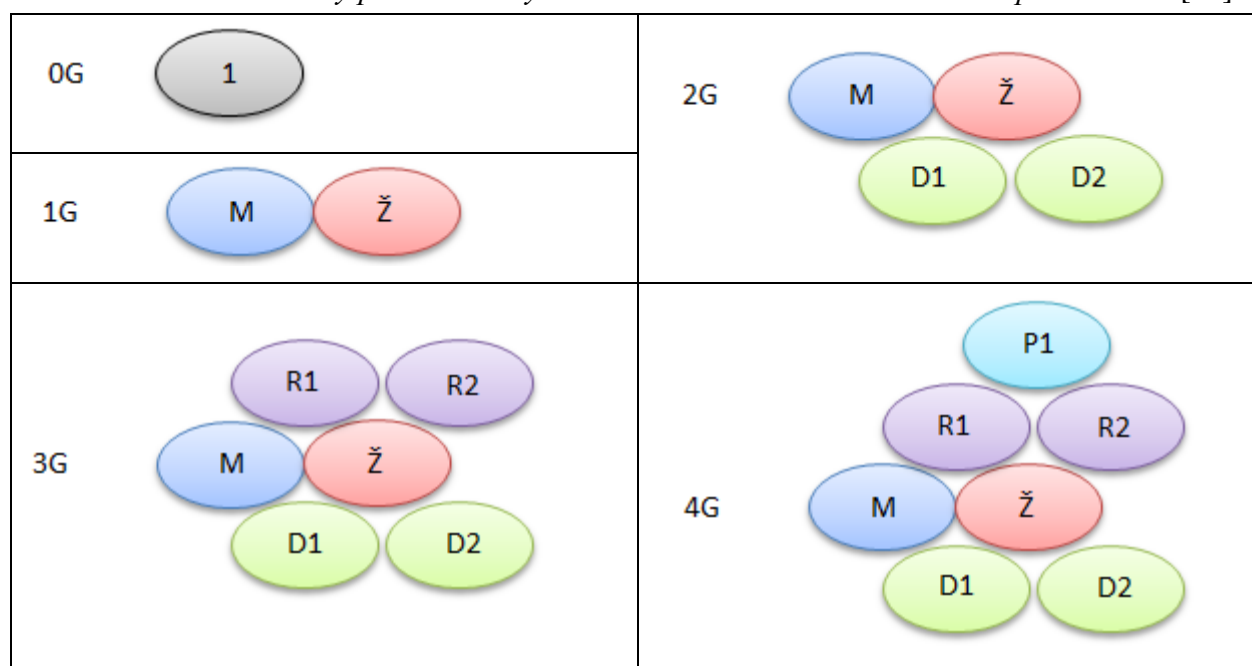 0G 1
1G M Ž
2G M Ž
D1 D2
3G
R1 R2
M Ž
D1 D2
4G
P1
R1 R2
M Ž
D1 D2